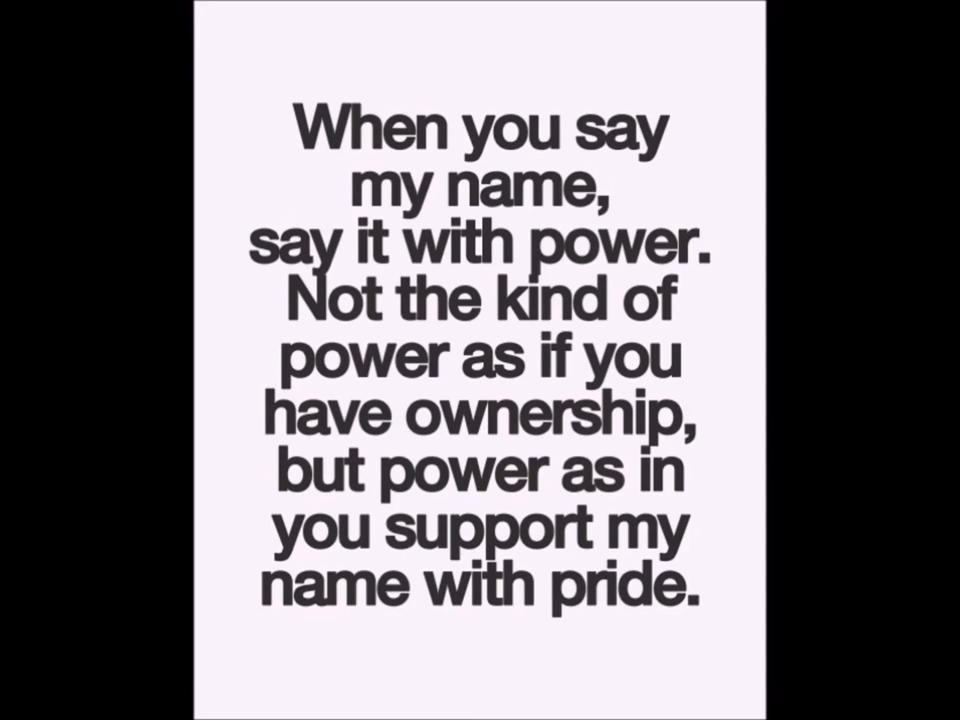 When you say
my name,
say it with power.
Not the kind of
power as if you
have ownership,
but power as in
you support my
name with pride.